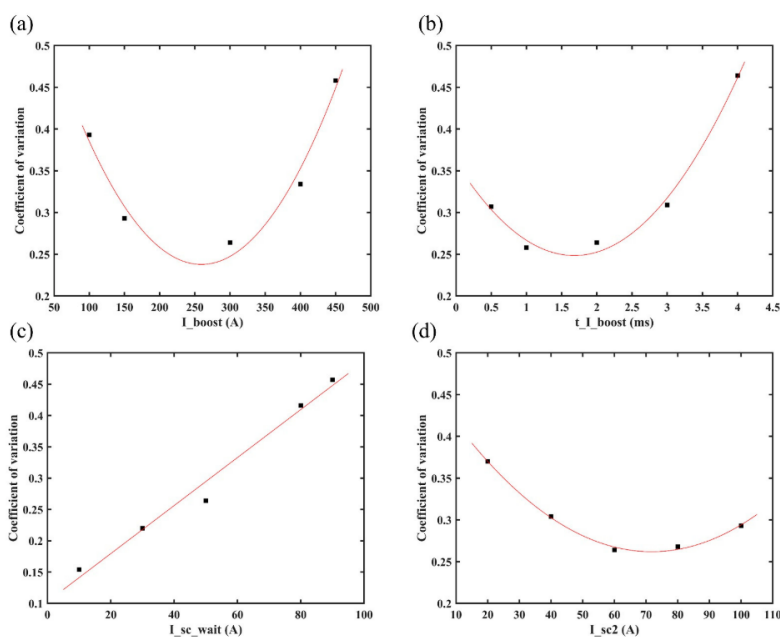 (a)
0.5
0.45
0.4
0.35
0.3
0.25
0.2
Coefficient of variation
50 100 150 200 250 300 350 400 450 500
I_boost (A)
(b)
0.5
0.45
0.4
0.35
0.3
0.25
0.2
Coefficient of variation
0 0.5 1 1.5 2 2.5 3 3.5 4 4.5
t_I_boost (ms)
(c)
0.5
0.45
0.4
0.35
0.3
0.25
0.2
0.15
0.1
Coefficient of variation
0 20 40 60 80 100
I_sc_wait (A)
(d)
0.5
0.45
0.4
0.35
0.3
0.25
0.2
Coefficient of variation
10 20 30 40 50 60 70 80 90 100 110
I_sc2 (A)